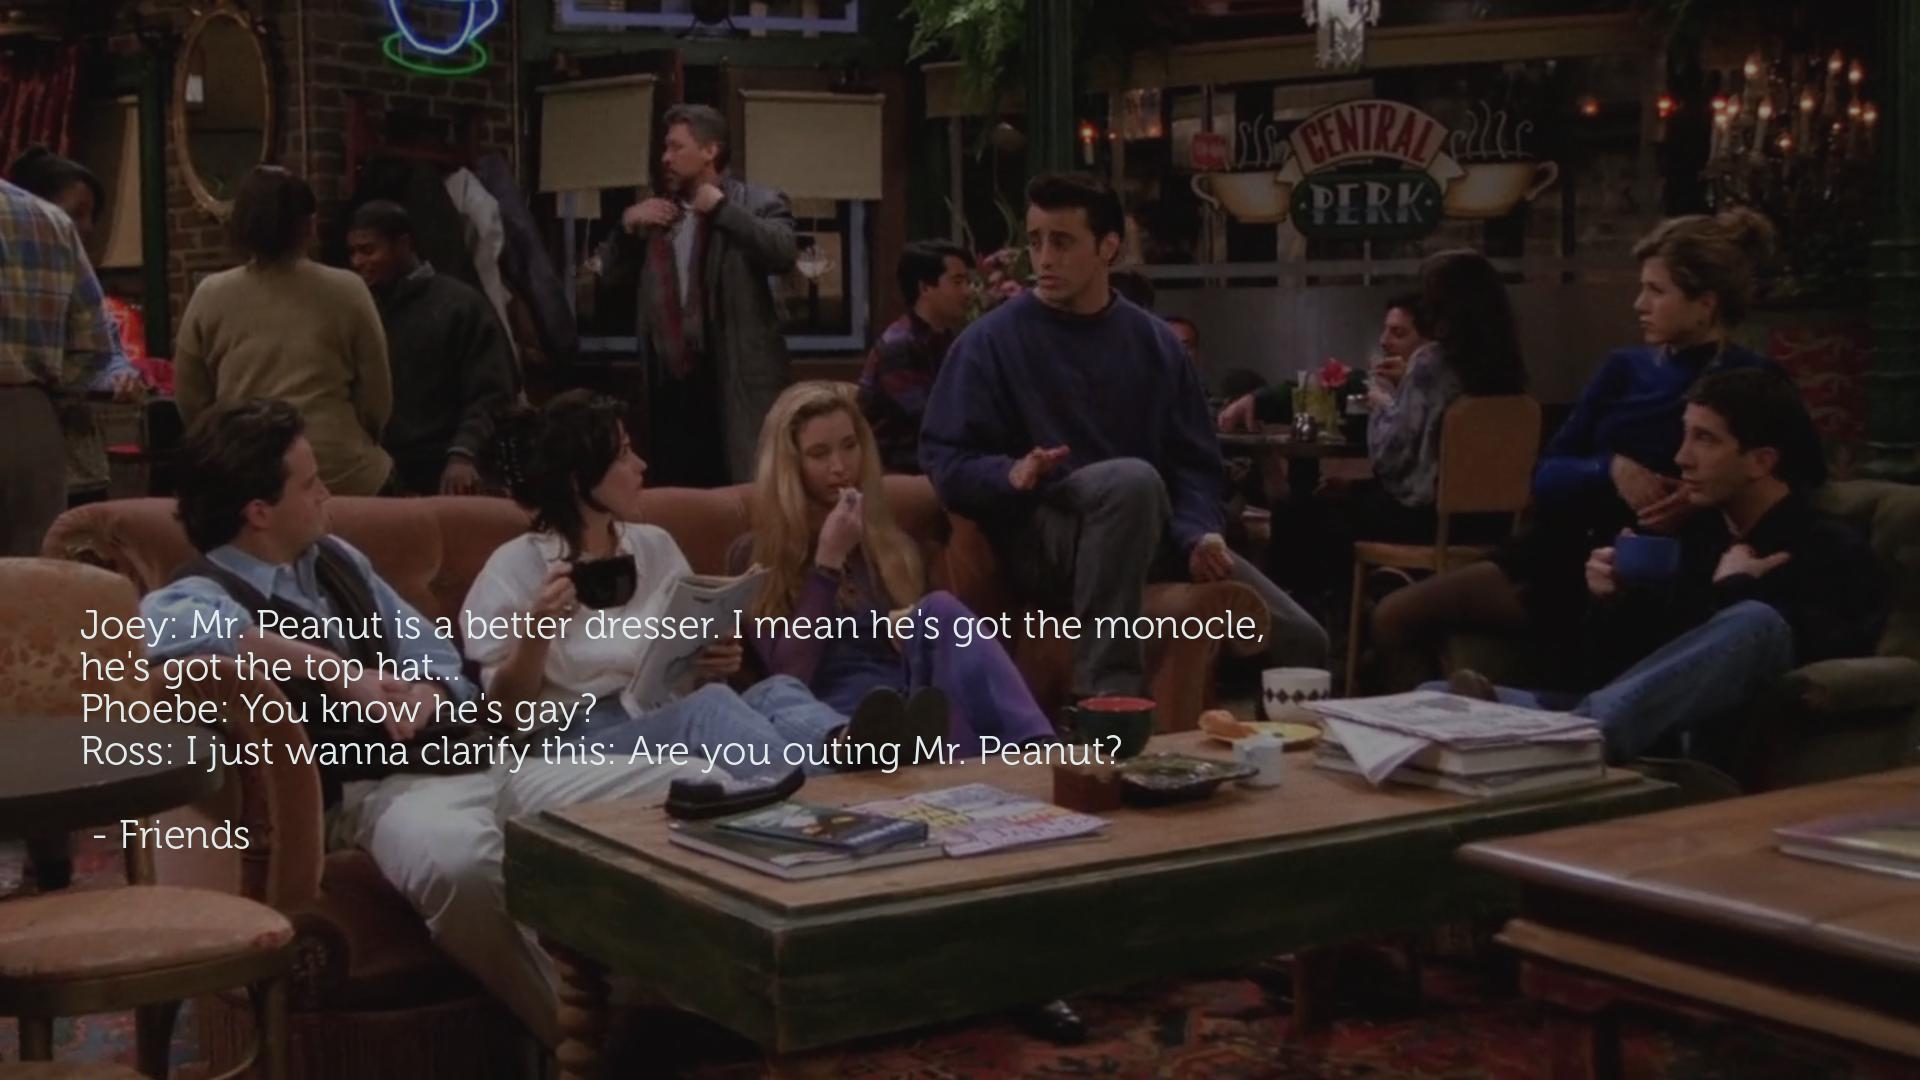 CENTRAL
PERK
Joey: Mr. Peanut is a better dresser. I mean he's got the monocle,
he's got the top hat...
Phoebe: You know he's gay?
Ross: I just wanna clarify this: Are you outing Mr. Peanut?
- Friends